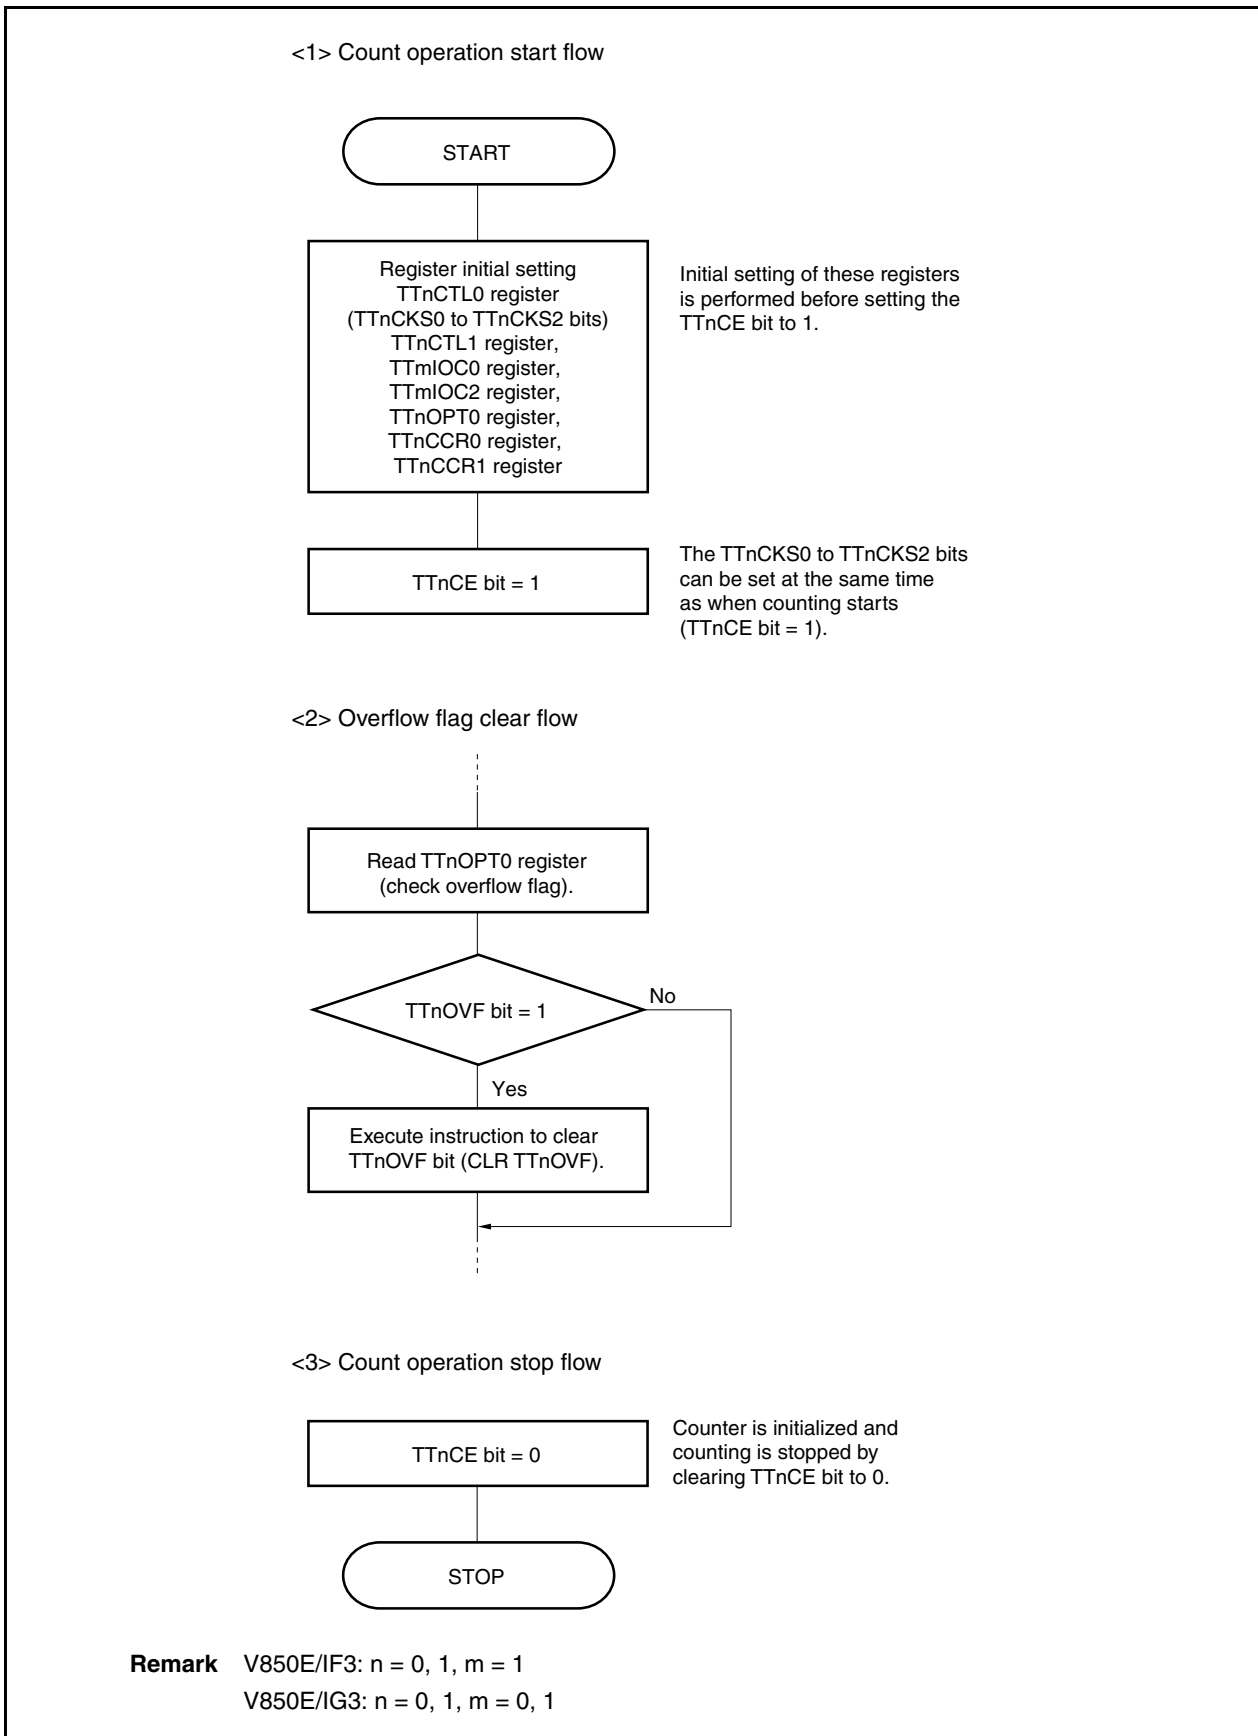 <1> Count operation start flow
START
Register initial setting
TTnCTL0 register
(TTnCKS0 to TTnCKS2 bits)
TTnCTL1 register,
TTmIOC0 register,
TTmIOC2 register,
TTnOPT0 register,
TTnCCR0 register,
TTnCCR1 register
Initial setting of these registers
is performed before setting the
TTnCE bit to 1.
TTnCE bit = 1
The TTnCKS0 to TTnCKS2 bits
can be set at the same time
as when counting starts
(TTnCE bit = 1).
<2> Overflow flag clear flow
Read TTnOPT0 register
(check overflow flag).
TTnOVF bit = 1
No
Yes
Execute instruction to clear
TTnOVF bit (CLR TTnOVF).
<3> Count operation stop flow
TTnCE bit = 0
Counter is initialized and
counting is stopped by
clearing TTnCE bit to 0.
STOP
Remark V850E/IF3: n = 0, 1, m = 1
V850E/IG3: n = 0, 1, m = 0, 1